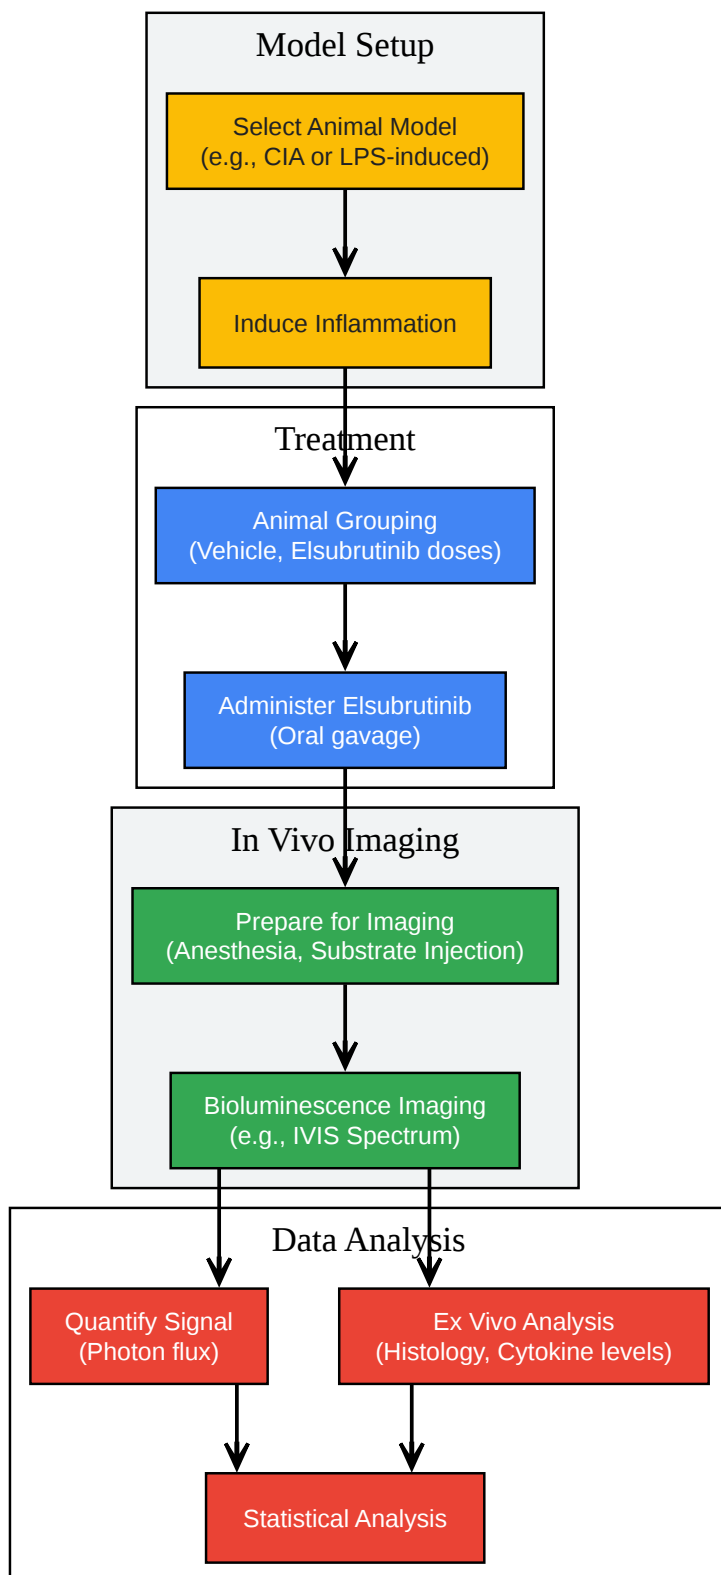 Model Setup
Select Animal Model
(e.g., CIA or LPS-induced)
Induce Inflammation
Treatment
Animal Grouping
(Vehicle, Elsubrutinib doses)
Administer Elsubrutinib
(Oral gavage)
In Vivo Imaging
Prepare for Imaging
(Anesthesia, Substrate Injection)
Bioluminescence Imaging
(e.g., IVIS Spectrum)
Data Analysis
Quantify Signal
(Photon flux)
Ex Vivo Analysis
(Histology, Cytokine levels)
Statistical Analysis